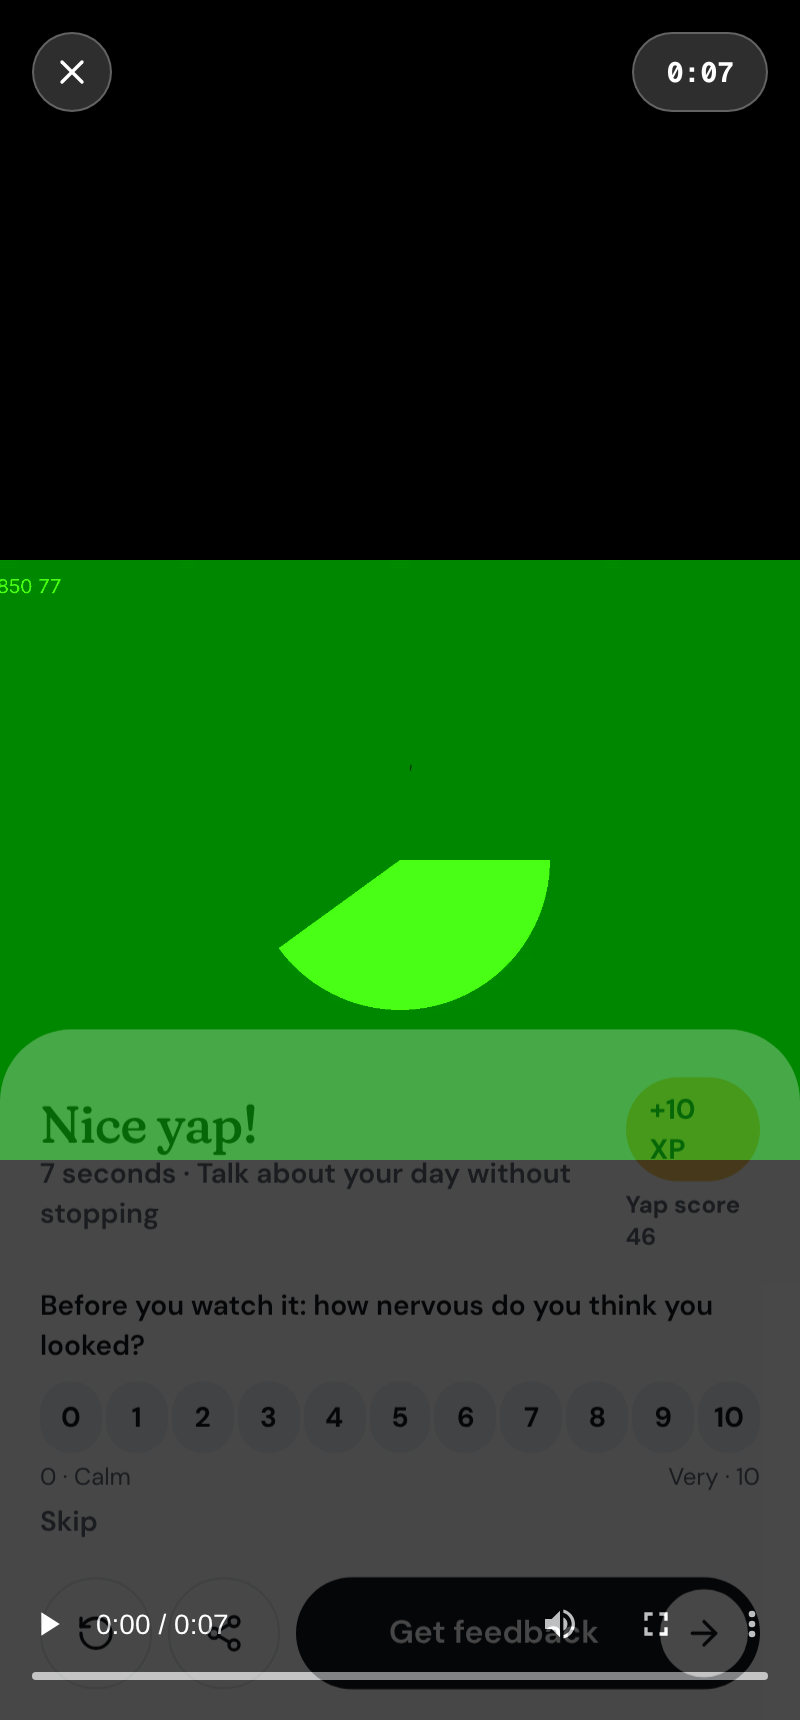 0:07
850 77
Nice yap!
+10
XP
7 seconds · Talk about your day without
stopping
Yap score
46
Before you watch it: how nervous do you think you
looked?
0 1 2 3 4 5 6 7 8 9 10
0 · Calm
Very · 10
Skip
0:00 / 0:07
Get feedback